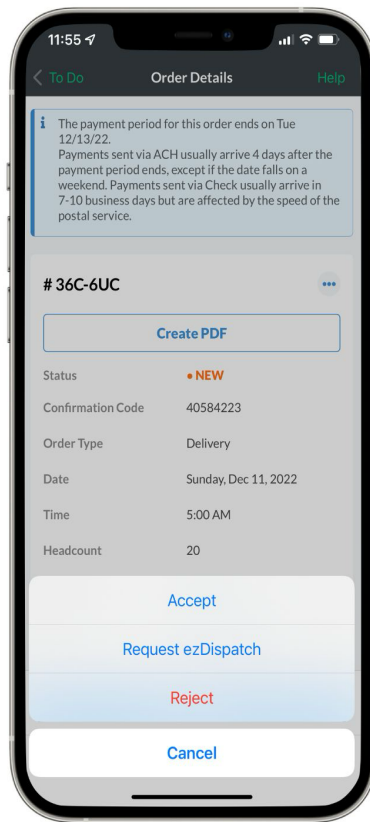 11:55
To Do Order Details Help
i The payment period for this order ends on Tue
12/13/22.
Payments sent via ACH usually arrive 4 days after the
payment period ends, except if the date falls on a
weekend. Payments sent via Check usually arrive in
7-10 business days but are affected by the speed of the
postal service.
# 36C-6UC
Create PDF
Status • NEW
Confirmation Code 40584223
Order Type Delivery
Date Sunday, Dec 11, 2022
Time 5:00 AM
Headcount 20
Accept
Request ezDispatch
Reject
Cancel